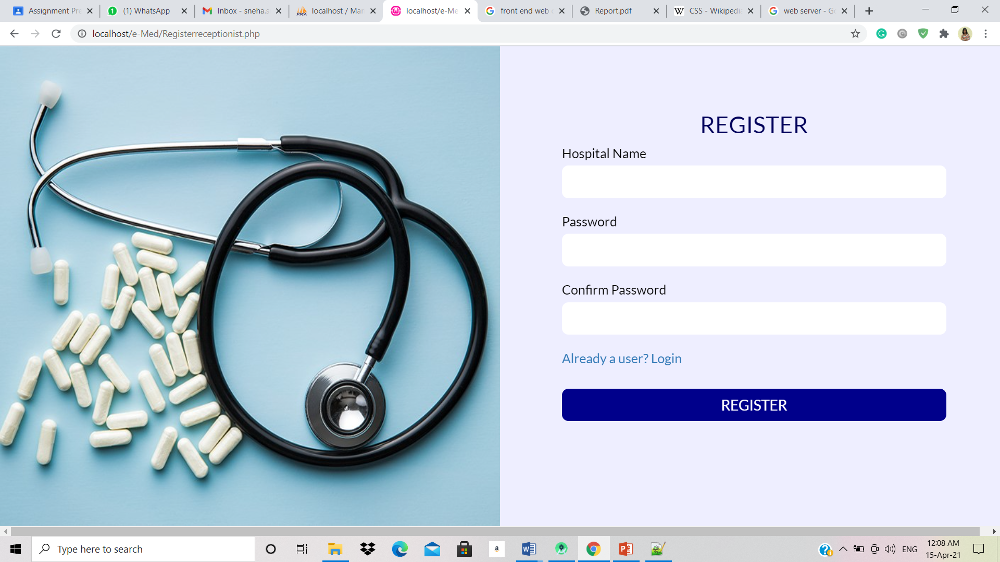 Assignment Pre
(1) WhatsApp
Inbox - sneha.s
localhost / Mar
localhost/e-Me
front end web
Report.pdf
CSS - Wikipedi
web server - Go
localhost/e-Med/Registerreceptionist.php
REGISTER
Hospital Name
Password
Confirm Password
Already a user? Login
REGISTER
Type here to search
ENG
12:08 AM
15-Apr-21